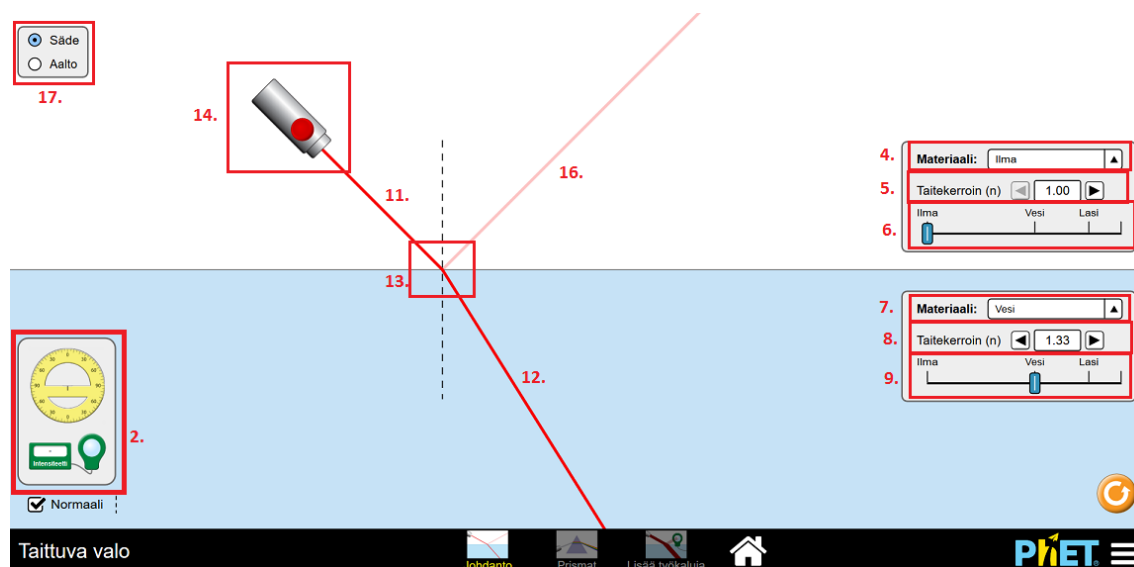 Säde
Aalto
17.
14.
11.
16.
13.
12.
4.
Materiaali: Ilma
5.
Taitekerroin (n) 1.00
6.
Ilma Vesi Lasi
7.
Materiaali: Vesi
8.
Taitekerroin (n) 1.33
9.
Ilma Vesi Lasi
2.
Intensiteetti
Normaali
Taittuva valo
Johdanto
Prismat
Lisää työkaluja
PhET